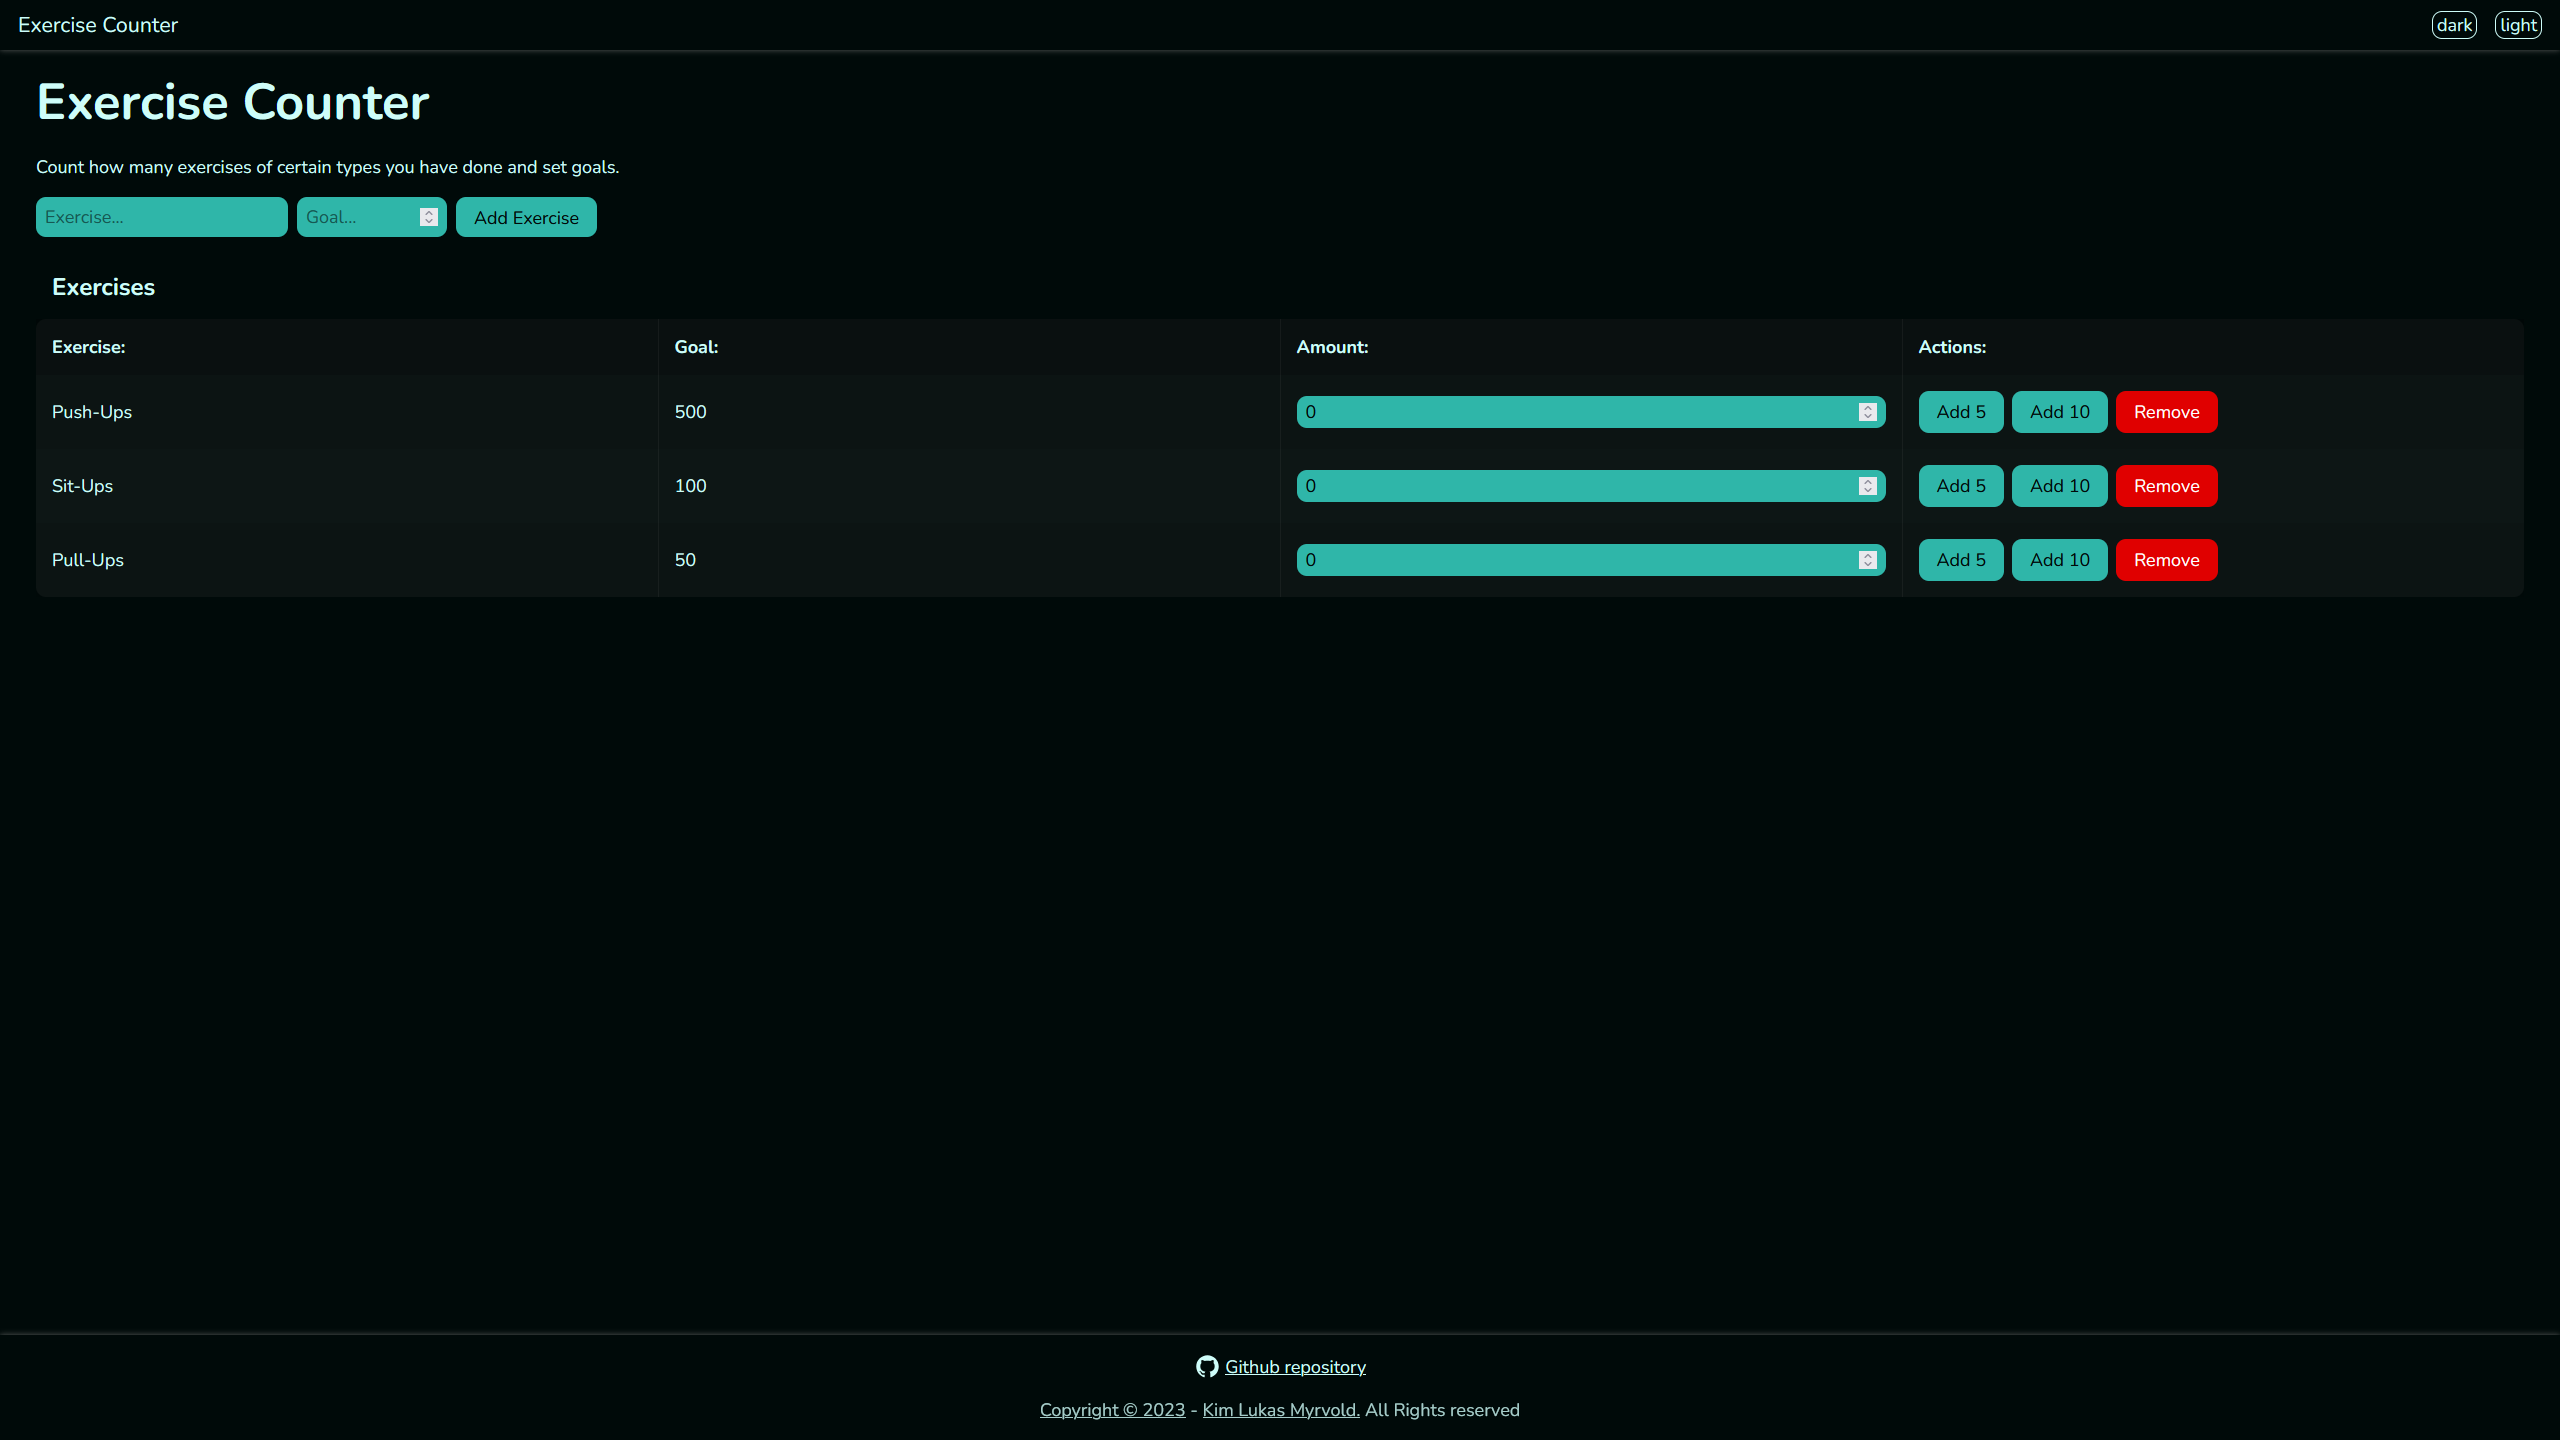 Exercise Counter dark light
Exercise Counter
Count how many exercises of certain types you have done and set goals.
Exercise... Goal... Add Exercise
Exercises
Exercise: Goal: Amount: Actions:
Push-Ups 500 0 Add 5 Add 10 Remove
Sit-Ups 100 0 Add 5 Add 10 Remove
Pull-Ups 50 0 Add 5 Add 10 Remove
Github repository
Copyright © 2023 - Kim Lukas Myrvold. All Rights reserved